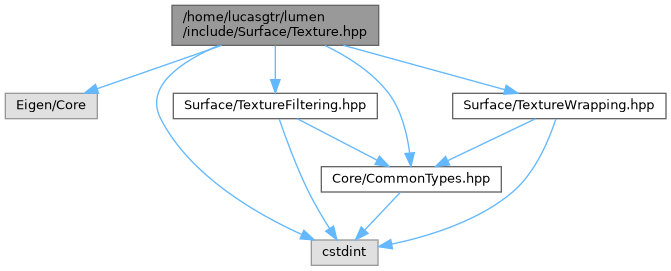 /home/lucasgtr/lumen
/include/Surface/Texture.hpp
Eigen/Core
Surface/TextureFiltering.hpp
Surface/TextureWrapping.hpp
Core/CommonTypes.hpp
cstdint